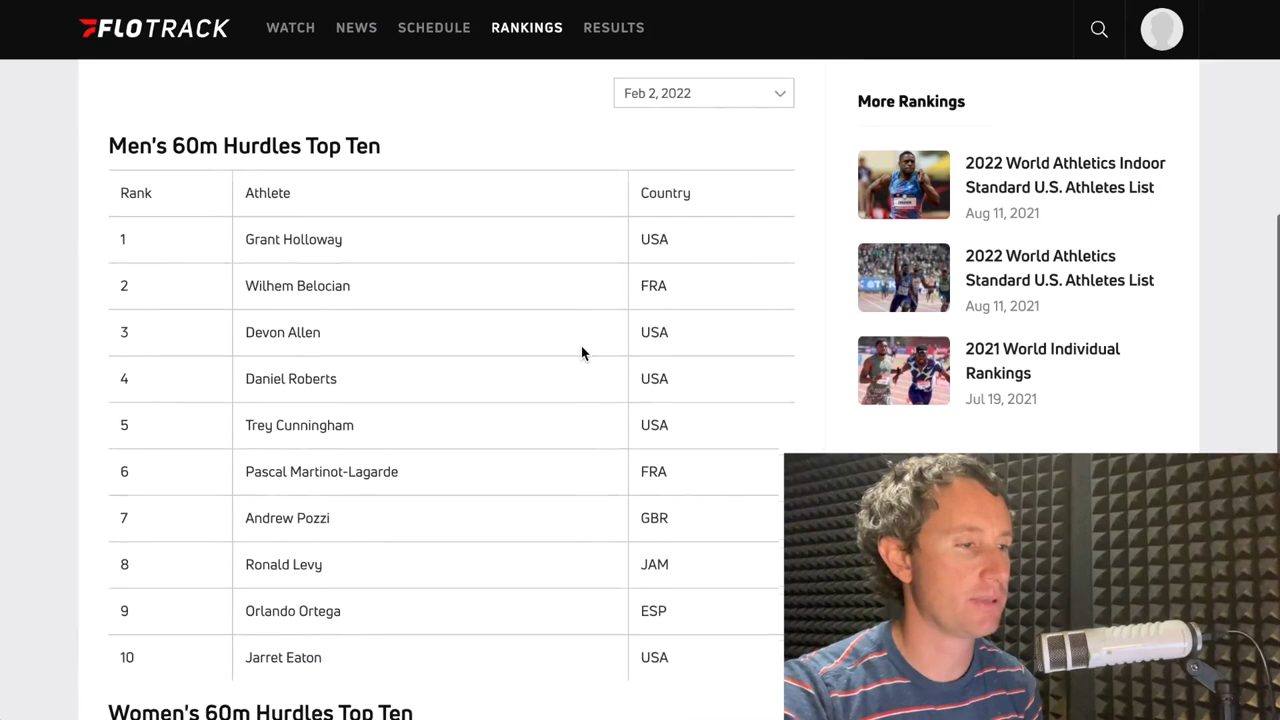 FLOTRACK WATCH NEWS SCHEDULE RANKINGS RESULTS
Feb 2, 2022
Men's 60m Hurdles Top Ten
Rank Athlete Country
1 Grant Holloway USA
2 Wilhem Belocian FRA
3 Devon Allen USA
4 Daniel Roberts USA
5 Trey Cunningham USA
6 Pascal Martinot-Lagarde FRA
7 Andrew Pozzi GBR
8 Ronald Levy JAM
9 Orlando Ortega ESP
10 Jarret Eaton USA
Women's 60m Hurdles Top Ten
More Rankings
2022 World Athletics Indoor
Standard U.S. Athletes List
Aug 11, 2021
2022 World Athletics
Standard U.S. Athletes List
Aug 11, 2021
2021 World Individual
Rankings
Jul 19, 2021